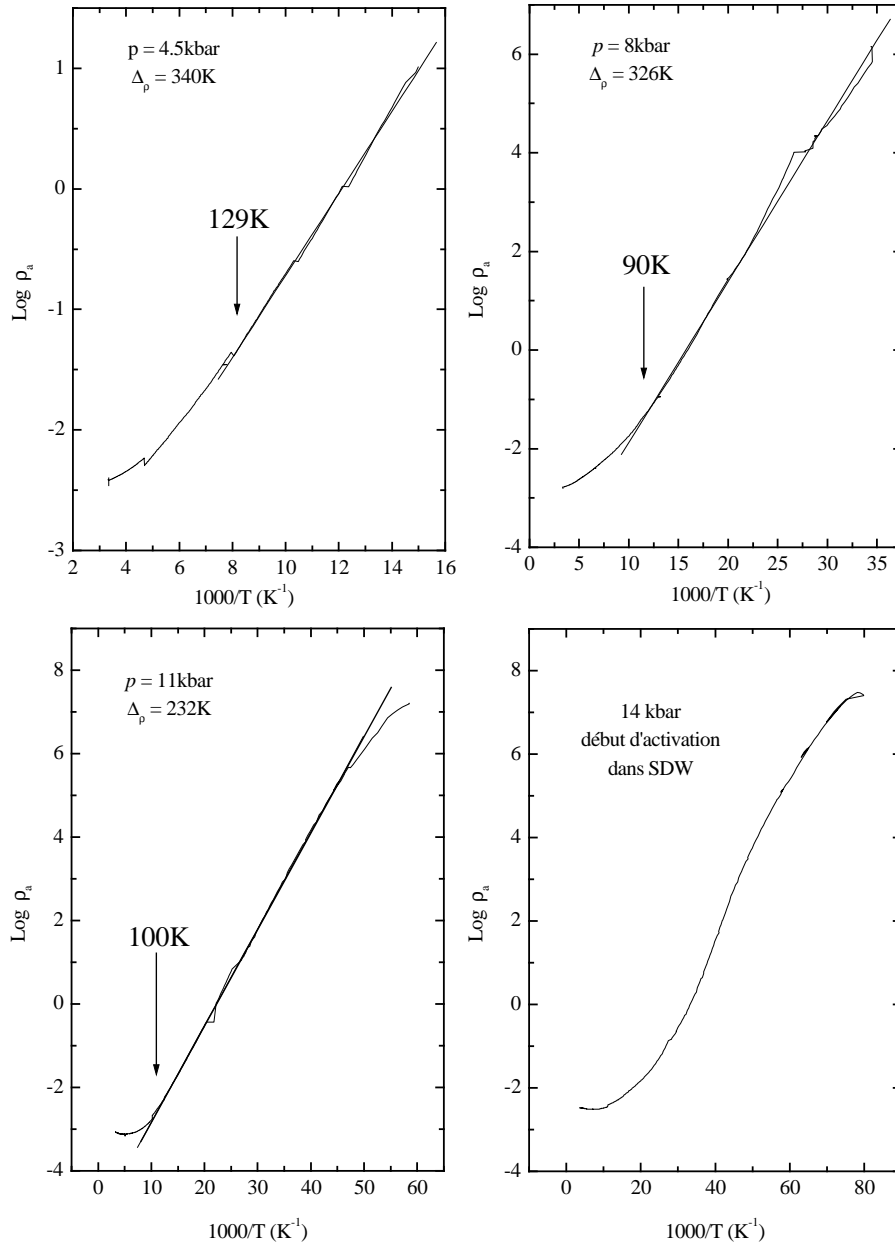 p = 4.5kbar
Δρ = 340K
129K
Log ρa
1
0
-1
-2
-3
2 4 6 8 10 12 14 16
1000/T (K-1)
p = 8kbar
Δρ = 326K
90K
Log ρa
6
4
2
0
-2
-4
0 5 10 15 20 25 30 35
1000/T (K-1)
p = 11kbar
Δρ = 232K
100K
Log ρa
8
6
4
2
0
-2
-4
0 10 20 30 40 50 60
1000/T (K-1)
14 kbar
début d'activation
dans SDW
Log ρa
8
6
4
2
0
-2
-4
0 20 40 60 80
1000/T (K-1)